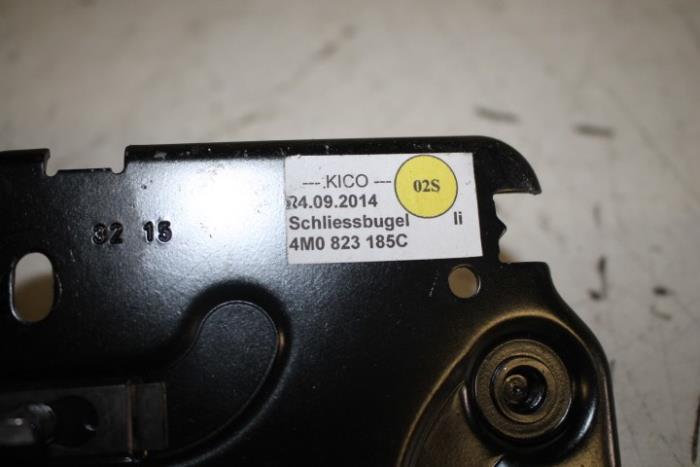 --- KICO ---
02S
24.09.2014
Schliessbugel li
4M0 823 185C
32 15